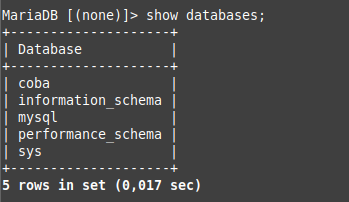 MariaDB [(none)]> show databases;
+--------------------+
| Database           |
+--------------------+
| coba               |
| information_schema |
| mysql              |
| performance_schema |
| sys                |
+--------------------+
5 rows in set (0,017 sec)